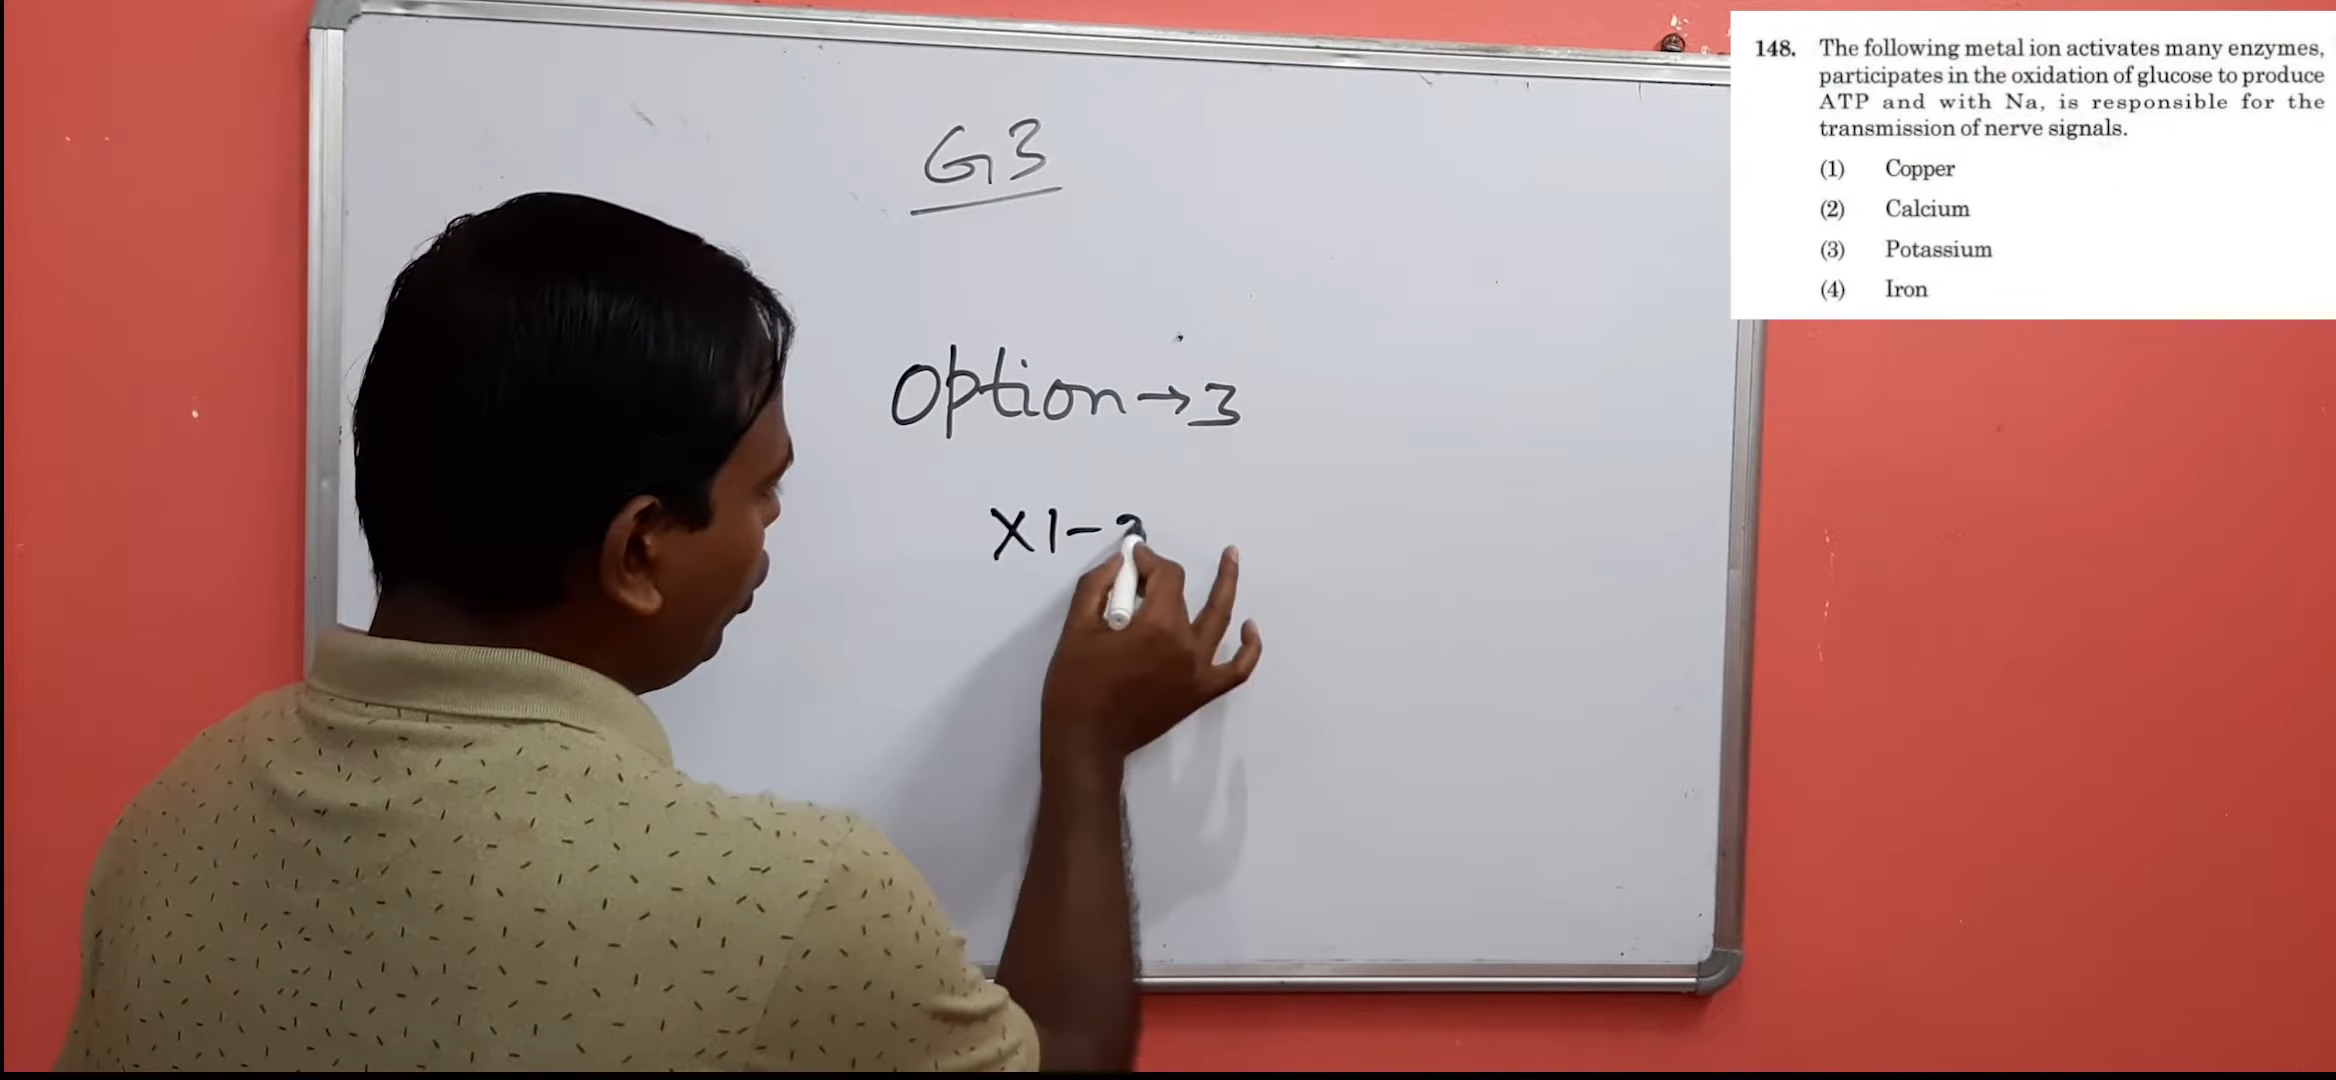 G3
Option→3
XI-
148. The following metal ion activates many enzymes,
participates in the oxidation of glucose to produce
ATP and with Na, is responsible for the
transmission of nerve signals.
(1) Copper
(2) Calcium
(3) Potassium
(4) Iron